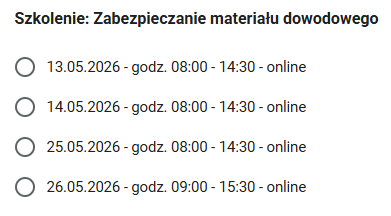 Szkolenie: Zabezpieczanie materiału dowodowego
13.05.2026 - godz. 08:00 - 14:30 - online
14.05.2026 - godz. 08:00 - 14:30 - online
25.05.2026 - godz. 08:00 - 14:30 - online
26.05.2026 - godz. 09:00 - 15:30 - online